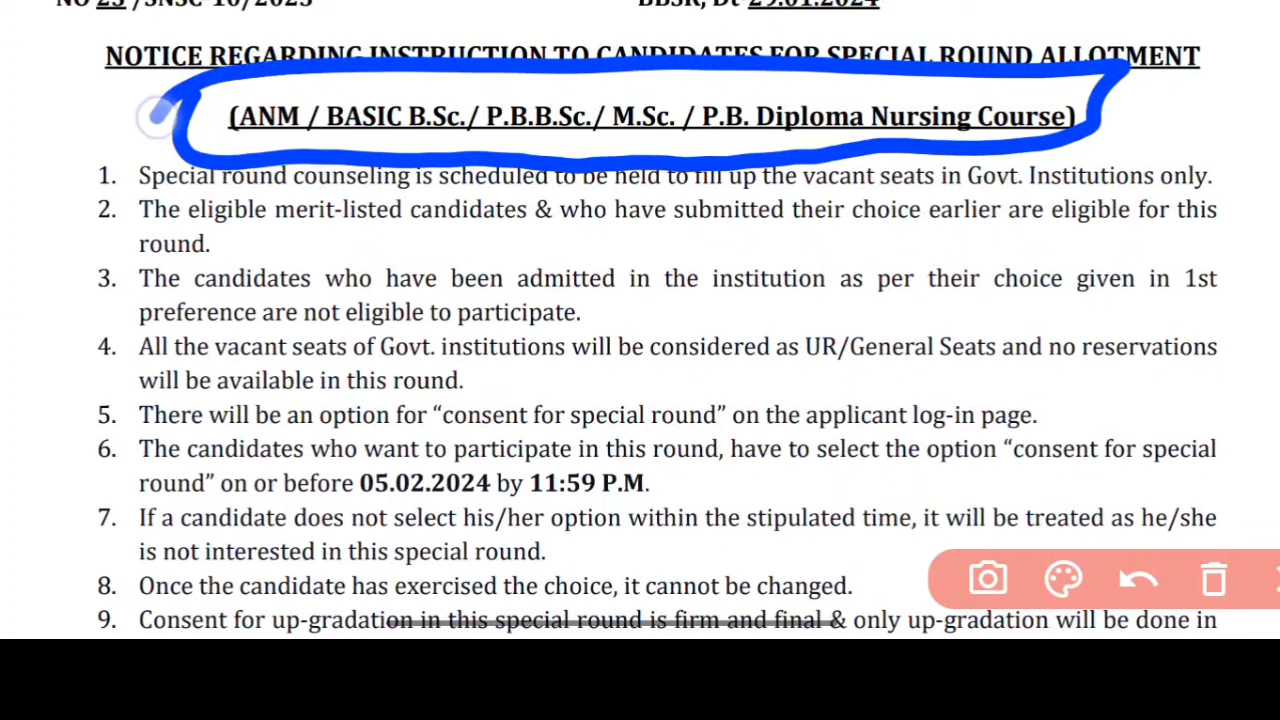 NO 23 /SNSC-10/2023 BBSR, Dt-29.01.2024
NOTICE REGARDING INSTRUCTION TO CANDIDATES FOR SPECIAL ROUND ALLOTMENT
(ANM / BASIC B.Sc./ P.B.B.Sc./ M.Sc. / P.B. Diploma Nursing Course)
1. Special round counseling is scheduled to be held to fill up the vacant seats in Govt. Institutions only.
2. The eligible merit-listed candidates & who have submitted their choice earlier are eligible for this
round.
3. The candidates who have been admitted in the institution as per their choice given in 1st
preference are not eligible to participate.
4. All the vacant seats of Govt. institutions will be considered as UR/General Seats and no reservations
will be available in this round.
5. There will be an option for “consent for special round” on the applicant log-in page.
6. The candidates who want to participate in this round, have to select the option “consent for special
round” on or before 05.02.2024 by 11:59 P.M.
7. If a candidate does not select his/her option within the stipulated time, it will be treated as he/she
is not interested in this special round.
8. Once the candidate has exercised the choice, it cannot be changed.
9. Consent for up-gradation in this special round is firm and final & only up-gradation will be done in